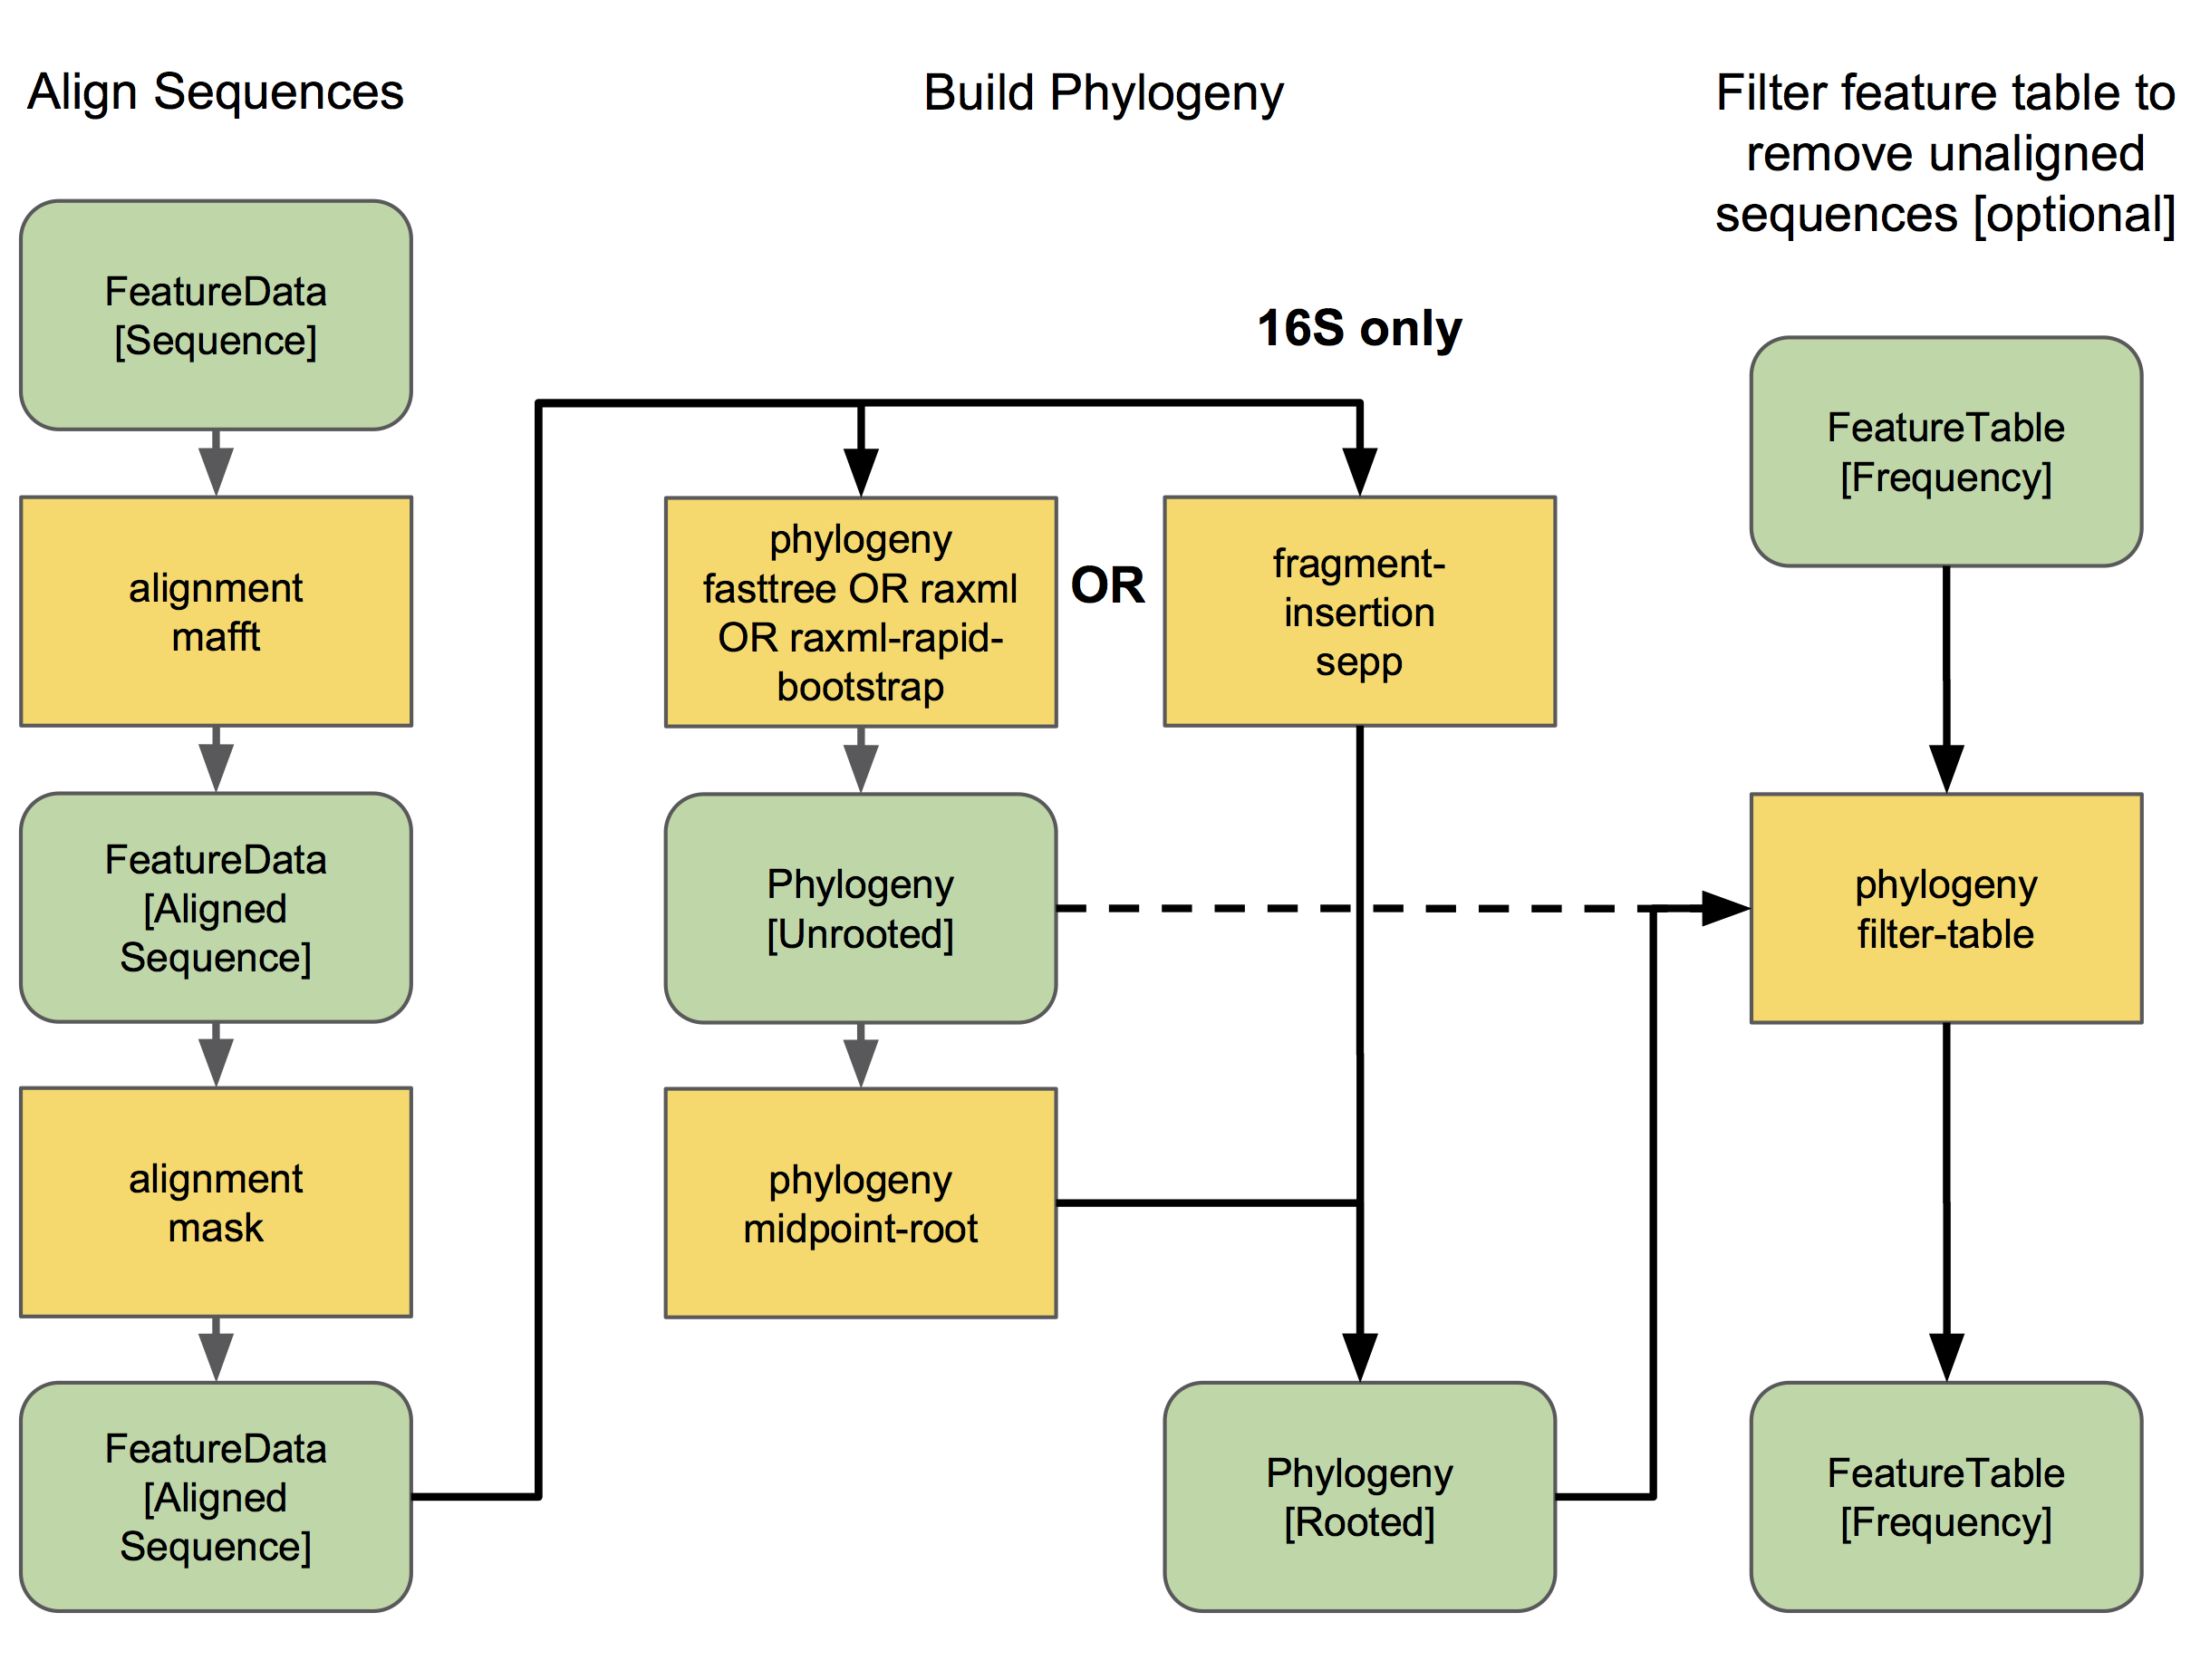 Align Sequences
FeatureData
[Sequence]
alignment
mafft
FeatureData
[Aligned
Sequence]
alignment
mask
FeatureData
[Aligned
Sequence]
Build Phylogeny
16S only
phylogeny
fasttree OR raxml
OR raxml-rapid-
bootstrap
OR
fragment-
insertion
sepp
Phylogeny
[Unrooted]
phylogeny
midpoint-root
Phylogeny
[Rooted]
Filter feature table to
remove unaligned
sequences [optional]
FeatureTable
[Frequency]
phylogeny
filter-table
FeatureTable
[Frequency]